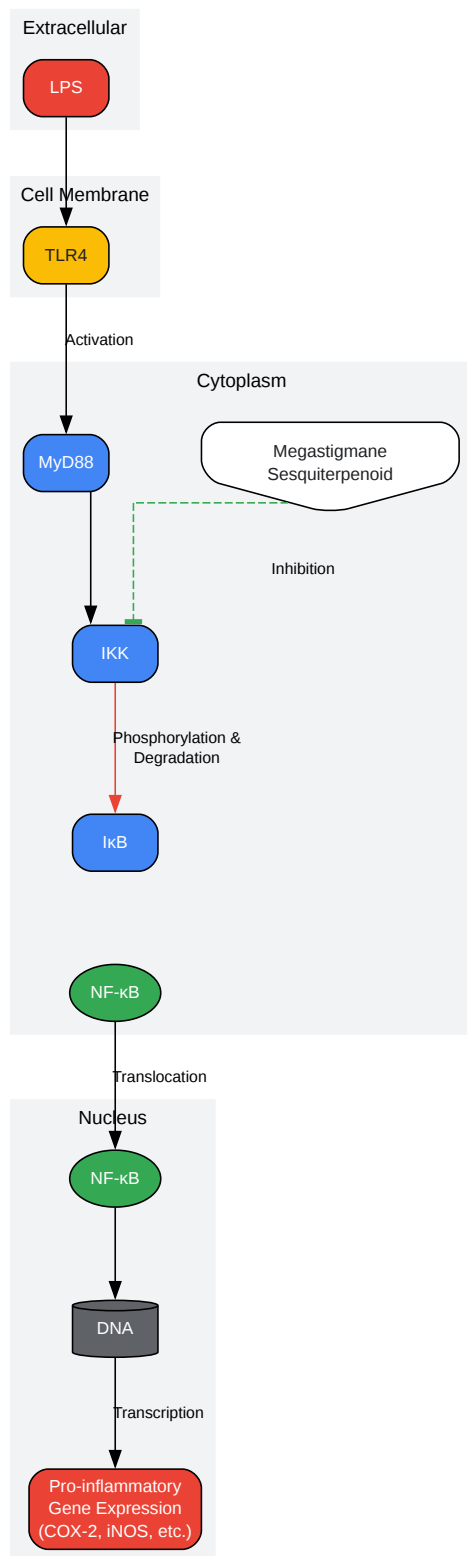 Extracellular
LPS
Cell Membrane
TLR4
Activation
Cytoplasm
Megastigmane
Sesquiterpenoid
MyD88
Inhibition
IKK
Phosphorylation &
Degradation
IκB
NF-κB
Translocation
Nucleus
NF-κB
DNA
Transcription
Pro-inflammatory
Gene Expression
(COX-2, iNOS, etc.)